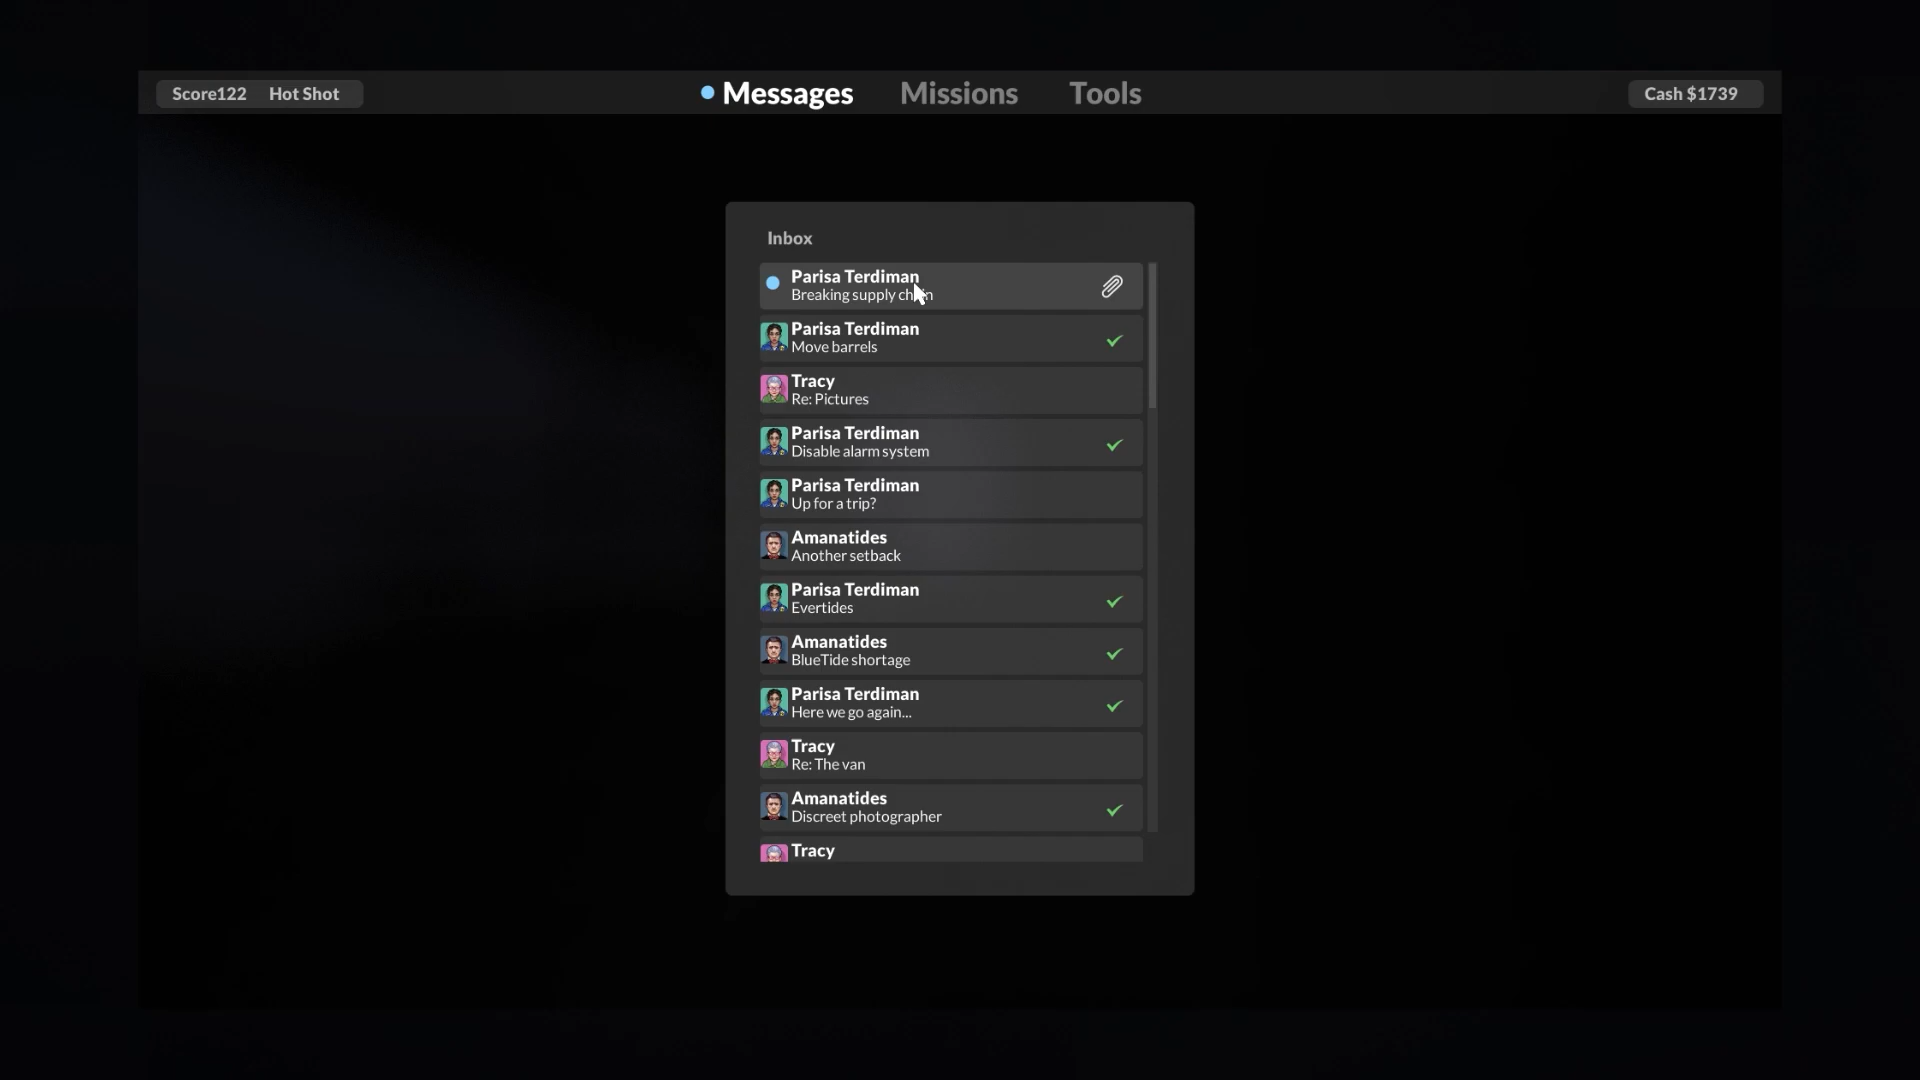 Score122 Hot Shot
Messages Missions Tools
Cash $1739
Inbox
Parisa Terdiman
Breaking supply chain
Parisa Terdiman
Move barrels
Tracy
Re: Pictures
Parisa Terdiman
Disable alarm system
Parisa Terdiman
Up for a trip?
Amanatides
Another setback
Parisa Terdiman
Evertides
Amanatides
BlueTide shortage
Parisa Terdiman
Here we go again...
Tracy
Re: The van
Amanatides
Discreet photographer
Tracy